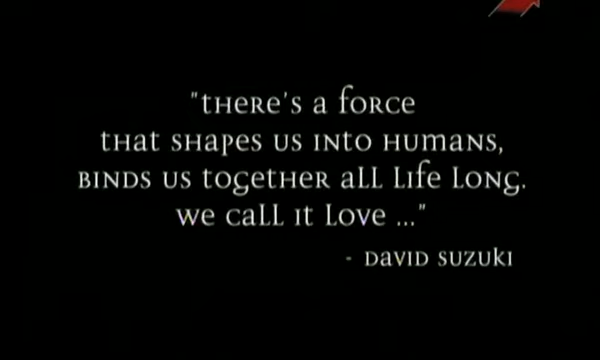 "there's a force
that shapes us into humans,
binds us together all life long.
we call it love ..."
- david suzuki